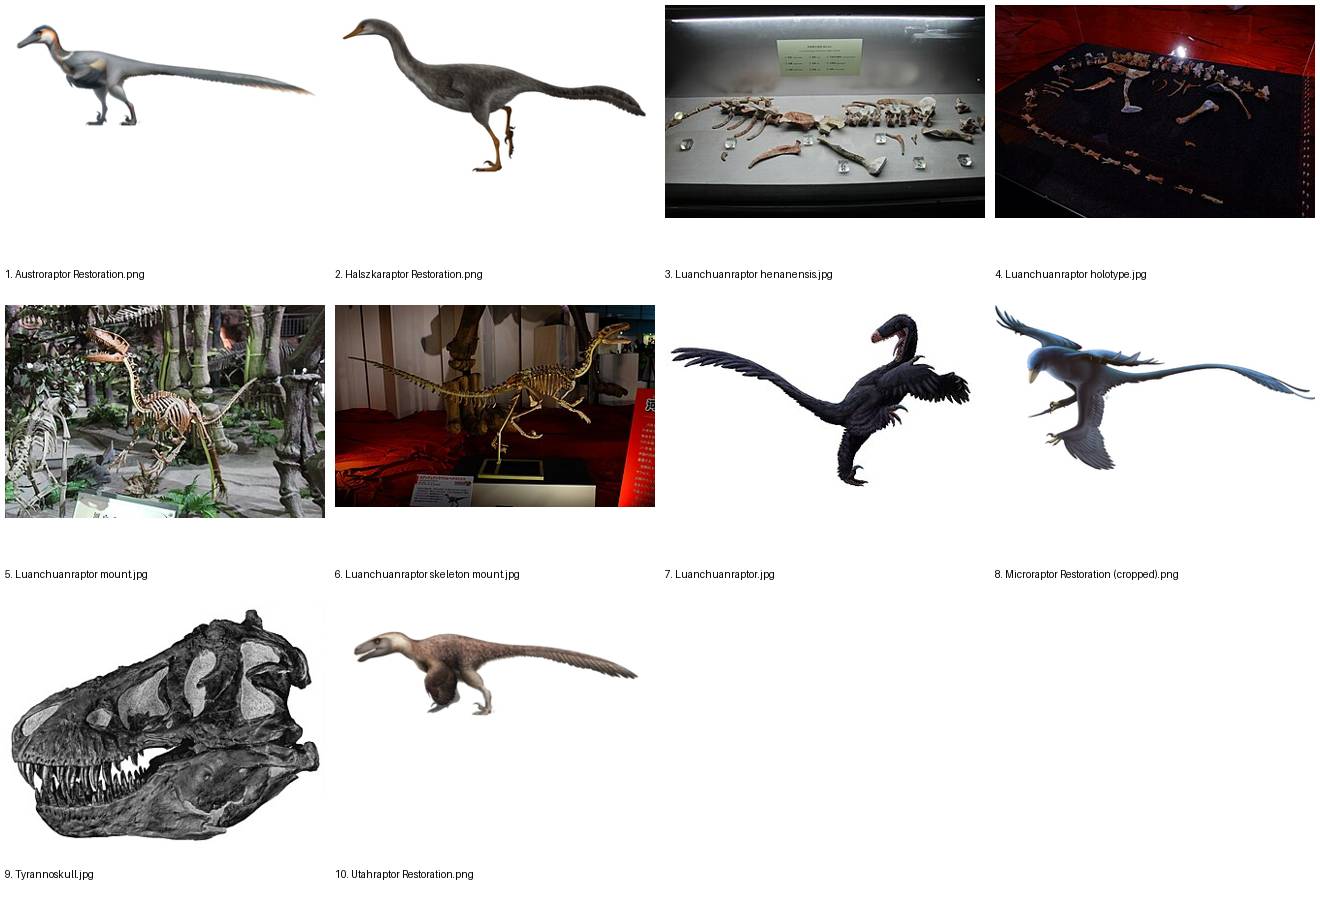 1. Austroraptor Restoration.png
2. Halszkaraptor Restoration.png
3. Luanchuanraptor henanensis.jpg
4. Luanchuanraptor holotype.jpg
5. Luanchuanraptor mount.jpg
6. Luanchuanraptor skeleton mount.jpg
7. Luanchuanraptor.jpg
8. Microraptor Restoration (cropped).png
9. Tyrannoskull.jpg
10. Utahraptor Restoration.png